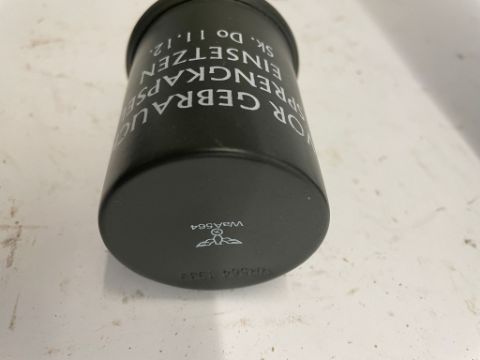 VOR GEBRAUCH
SPRENGKAPSEL
EINSETZEN
Sk. Do 11.12.
WaA564